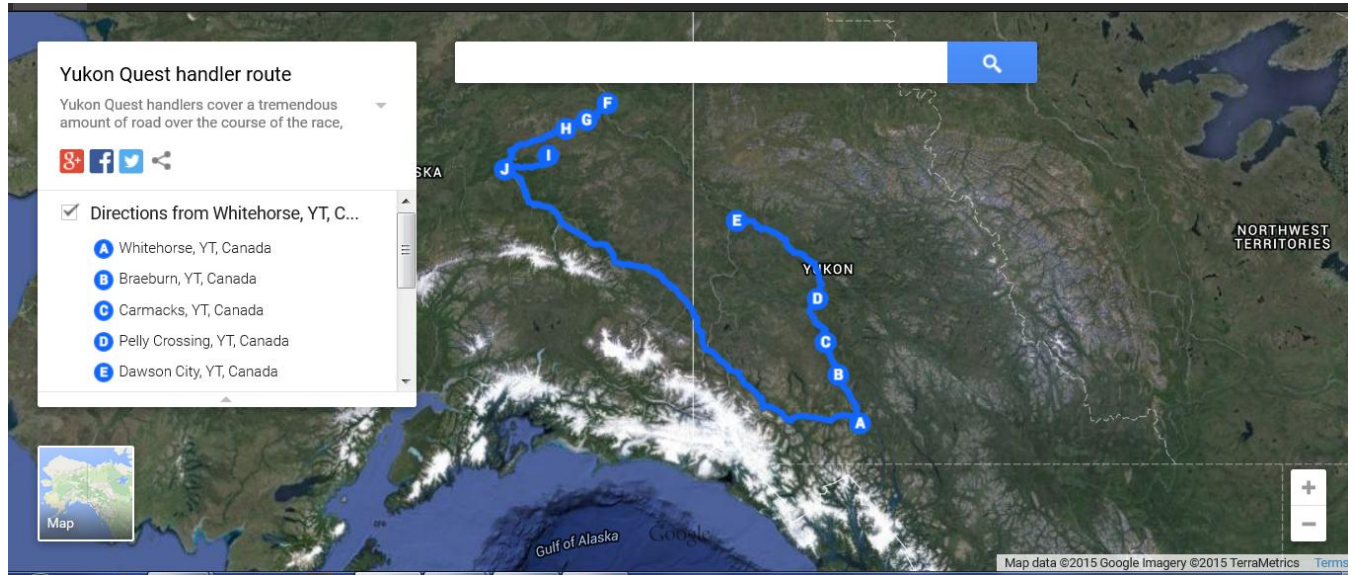 Yukon Quest handler route
Yukon Quest handlers cover a tremendous
amount of road over the course of the race,
8+ f
Directions from Whitehorse, YT, C...
A Whitehorse, YT, Canada
B Braeburn, YT, Canada
C Carmacks, YT, Canada
D Pelly Crossing, YT, Canada
E Dawson City, YT, Canada
Map
F
G
H
I
J
SKA
E
YUKON
D
C
B
A
NORTHWEST
TERRITORIES
Gulf of Alaska
Google
+
−
Map data ©2015 Google Imagery ©2015 TerraMetrics Terms